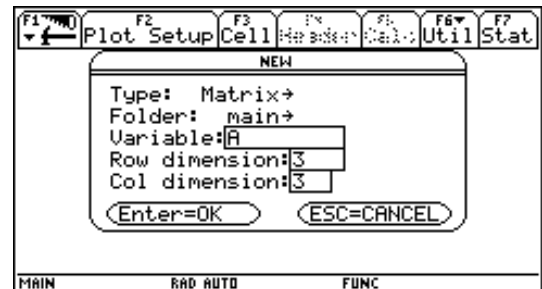 F1 F2 F3 F4 F5 F6 F7
Plot Setup Cell Header Calc Util Stat
NEW
Type: Matrix→
Folder: main→
Variable: A
Row dimension: 3
Col dimension: 3
Enter=OK ESC=CANCEL
MAIN RAD AUTO FUNC